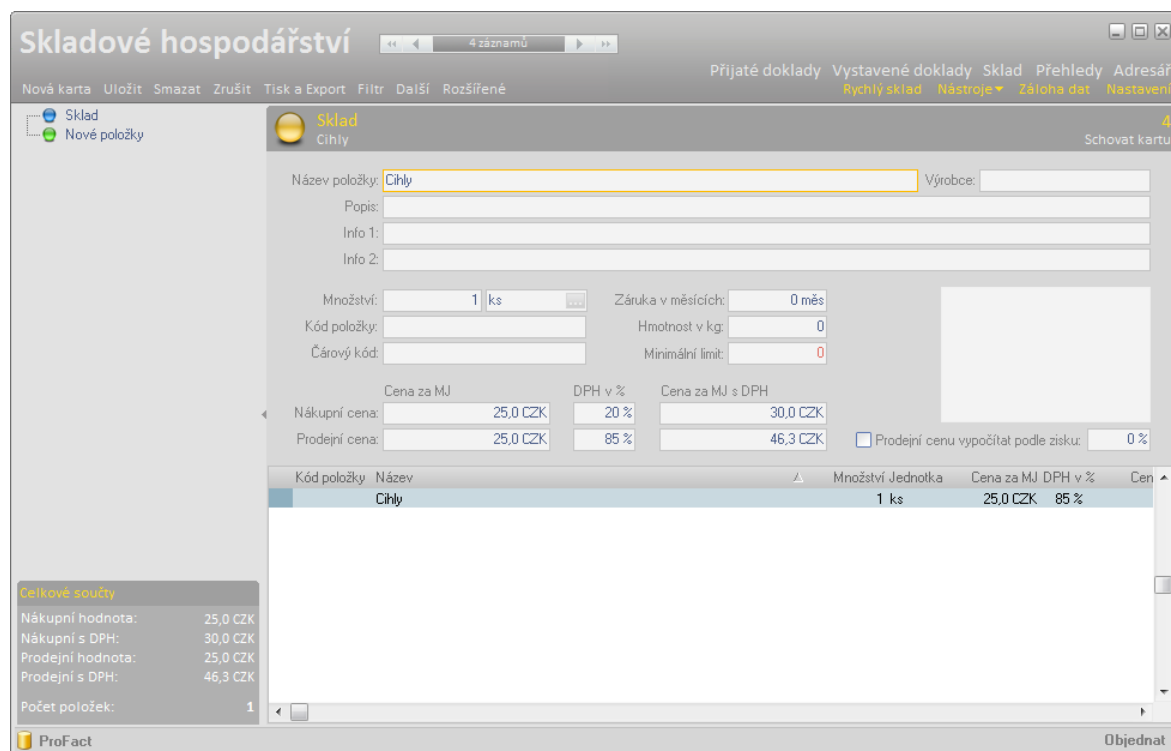 Skladové hospodářství
4 záznamů
Přijaté doklady Vystavené doklady Sklad Přehledy Adresář
Nová karta Uložit Smazat Zrušit Tisk a Export Filtr Další Rozšířené
Rychlý sklad Nástroje Záloha dat Nastavení
Sklad
Nové položky
Sklad 4
Cihly Schovat kartu
Název položky: Cihly Výrobce:
Popis:
Info 1:
Info 2:
Množství: 1 ks ... Záruka v měsících: 0 měs
Kód položky: Hmotnost v kg: 0
Čárový kód: Minimální limit: 0
Cena za MJ DPH v % Cena za MJ s DPH
Nákupní cena: 25,0 CZK 20 % 30,0 CZK
Prodejní cena: 25,0 CZK 85 % 46,3 CZK Prodejní cenu vypočítat podle zisku: 0 %
Kód položky Název Množství Jednotka Cena za MJ DPH v % Cen
Cihly 1 ks 25,0 CZK 85 %
Celkové součty
Nákupní hodnota: 25,0 CZK
Nákupní s DPH: 30,0 CZK
Prodejní hodnota: 25,0 CZK
Prodejní s DPH: 46,3 CZK
Počet položek: 1
ProFact Objednat